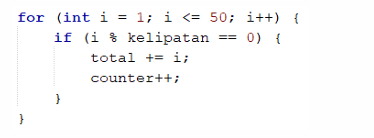 for (int i = 1; i <= 50; i++) {
    if (i % kelipatan == 0) {
        total += i;
        counter++;
    }
}